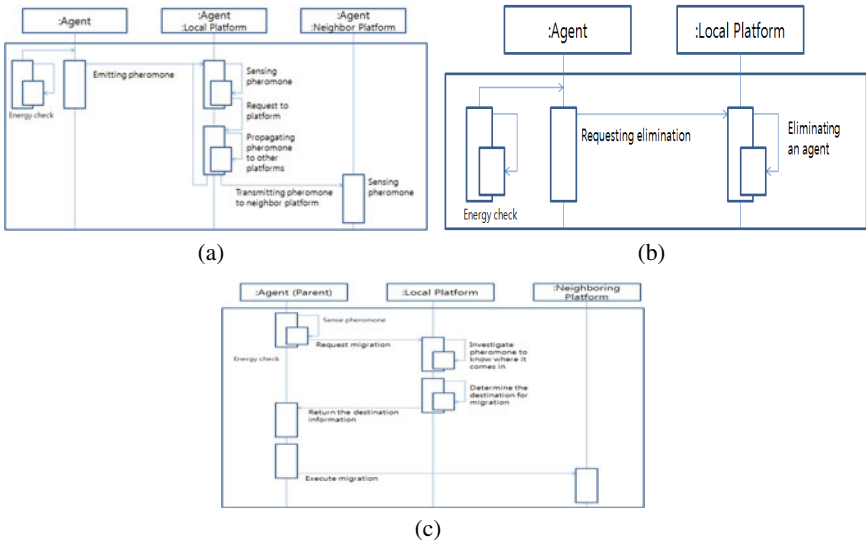 :Agent
:Agent
:Local Platform
:Agent
:Neighbor Platform
Emitting pheromone
Sensing
pheromone
Energy check
Request to
platform
Propagating
pheromone
to other
platforms
Transmitting pheromone
to neighbor platform
Sensing
pheromone
(a)
:Agent
:Local Platform
Requesting elimination
Eliminating
an agent
Energy check
(b)
:Agent (Parent)
:Local Platform
:Neighboring
Platform
Sense pheromone
Request migration
Energy check
Investigate
pheromone to
know where it
comes in
Determine the
destination for
migration
Return the destination
information
Execute migration
(c)